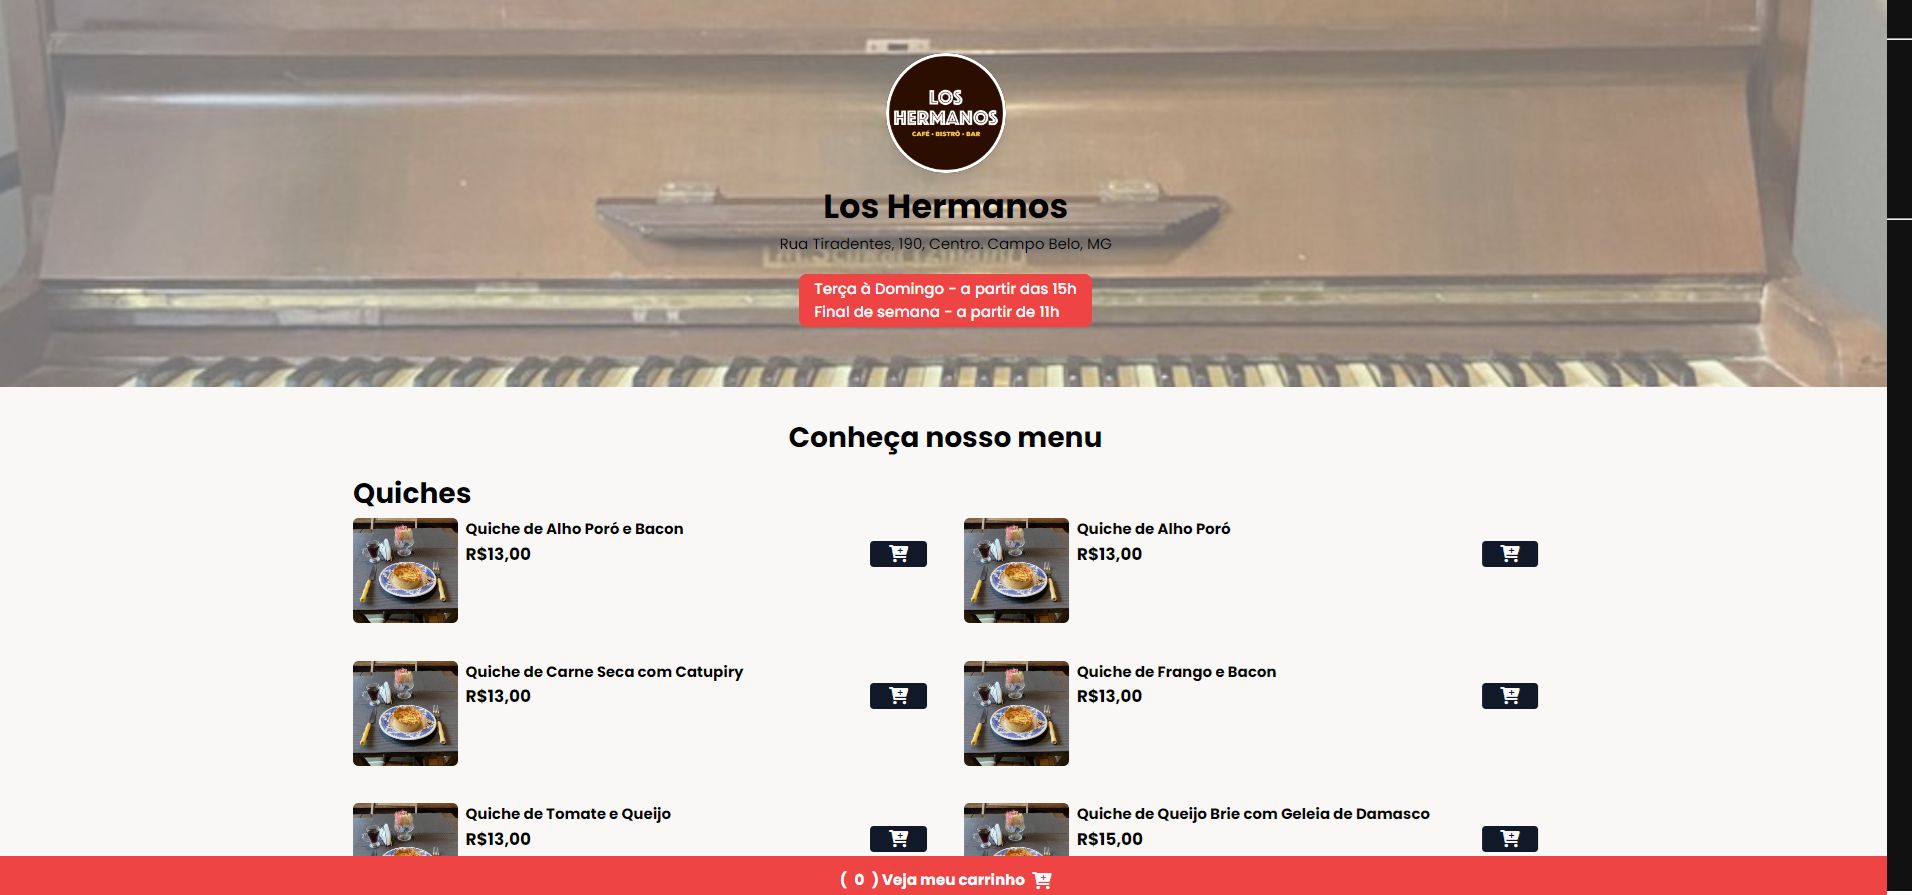 LOS
HERMANOS
CAFÉ • BISTRÔ • BAR
Los Hermanos
Rua Tiradentes, 190, Centro. Campo Belo, MG
Terça à Domingo - a partir das 15h
Final de semana - a partir de 11h
Conheça nosso menu
Quiches
Quiche de Alho Poró e Bacon
R$13,00
Quiche de Alho Poró
R$13,00
Quiche de Carne Seca com Catupiry
R$13,00
Quiche de Frango e Bacon
R$13,00
Quiche de Tomate e Queijo
R$13,00
Quiche de Queijo Brie com Geleia de Damasco
R$15,00
( 0 ) Veja meu carrinho